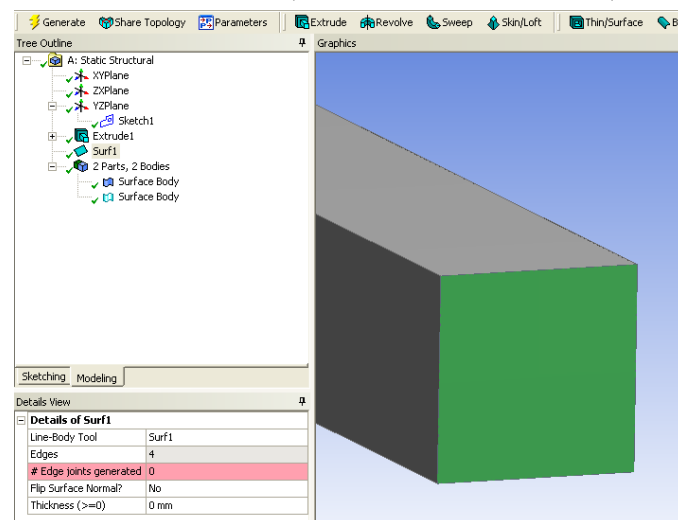 Generate Share Topology Parameters Extrude Revolve Sweep Skin/Loft Thin/Surface B
Tree Outline
Graphics
A: Static Structural
XYPlane
ZXPlane
YZPlane
Sketch1
Extrude1
Surf1
2 Parts, 2 Bodies
Surface Body
Surface Body
Sketching Modeling
Details View
Details of Surf1
Line-Body Tool Surf1
Edges 4
# Edge joints generated 0
Flip Surface Normal? No
Thickness (>=0) 0 mm